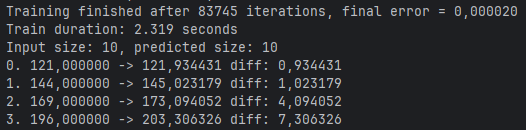 Training finished after 83745 iterations, final error = 0,000020
Train duration: 2.319 seconds
Input size: 10, predicted size: 10
0. 121,000000 -> 121,934431 diff: 0,934431
1. 144,000000 -> 145,023179 diff: 1,023179
2. 169,000000 -> 173,094052 diff: 4,094052
3. 196,000000 -> 203,306326 diff: 7,306326